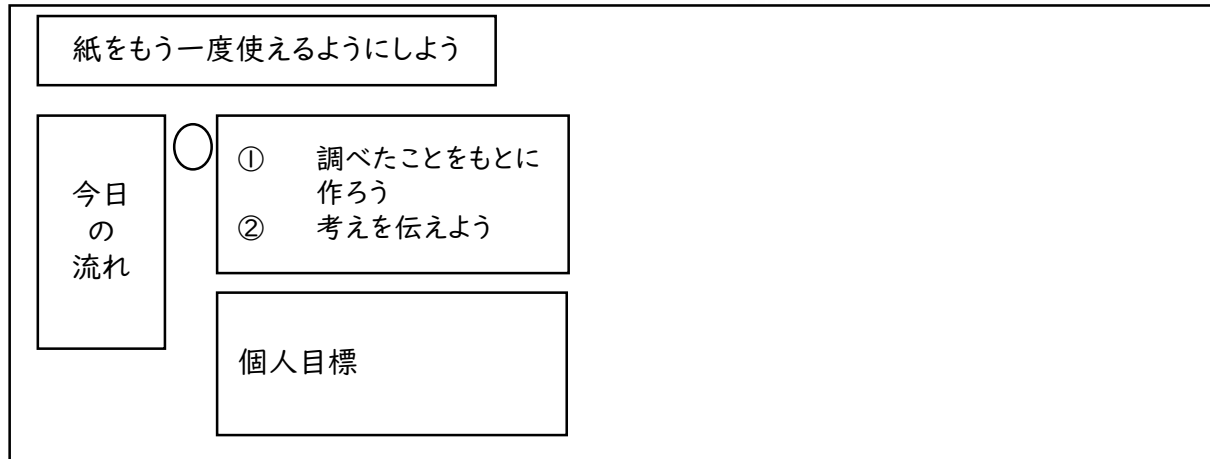 紙をもう一度使えるようにしよう
今日
の
流れ
① 調べたことをもとに
作ろう
② 考えを伝えよう
個人目標